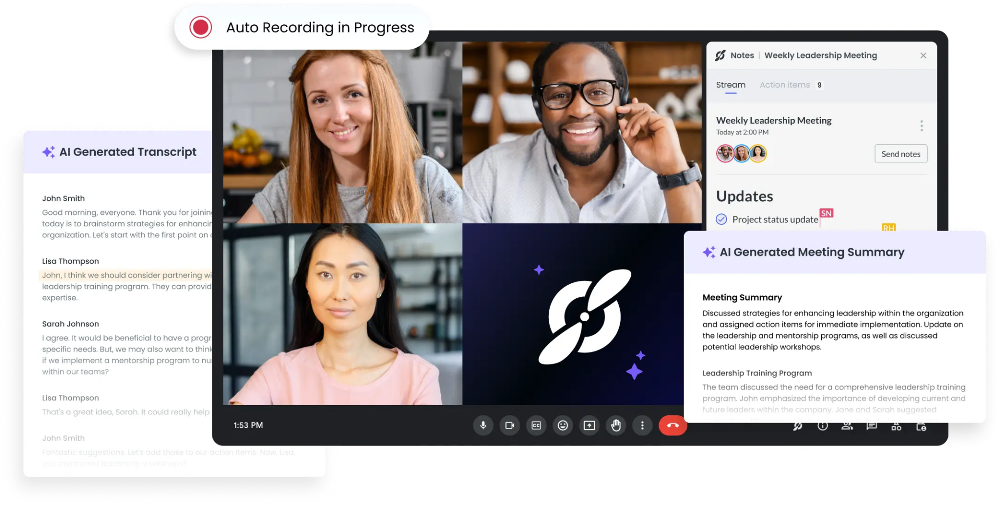 Auto Recording in Progress
AI Generated Transcript
John Smith
Good morning, everyone. Thank you for joining
today is to brainstorm strategies for enhancin
organization. Let's start with the first point on
Lisa Thompson
John, I think we should consider partnering wi
leadership training program. They can provid
expertise.
Sarah Johnson
I agree. It would be beneficial to have a progr
specific needs. But, we may also want to think
if we implement a mentorship program to nu
within our teams?
Lisa Thompson
That's a great idea, Sarah. It could really help
John Smith
Fantastic suggestions. Let's add those to our action items. Now, Lisa,
you mentioned leadership workshops?
1:53 PM
CC
Notes | Weekly Leadership Meeting
Stream Action items 9
Weekly Leadership Meeting
Today at 2:00 PM
Send notes
Updates
Project status update SN
RH
AI Generated Meeting Summary
Meeting Summary
Discussed strategies for enhancing leadership within the organization
and assigned action items for immediate implementation. Update on
the leadership and mentorship programs, as well as discussed
potential leadership workshops.
Leadership Training Program
The team discussed the need for a comprehensive leadership training
program. John emphasized the importance of developing current and
future leaders within the company. Jane and Sarah suggested